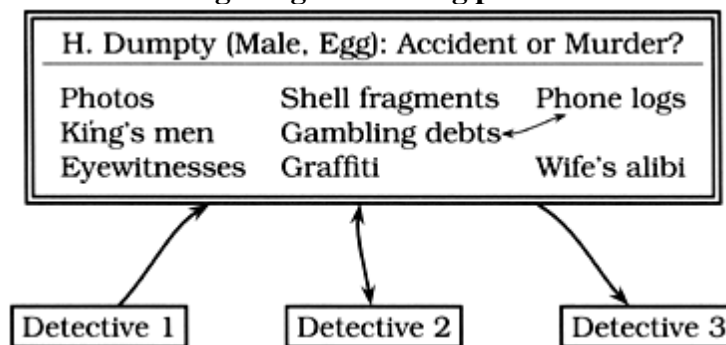 H. Dumpty (Male, Egg): Accident or Murder?
Photos Shell fragments Phone logs
King's men Gambling debts
Eyewitnesses Graffiti Wife's alibi
Detective 1 Detective 2 Detective 3